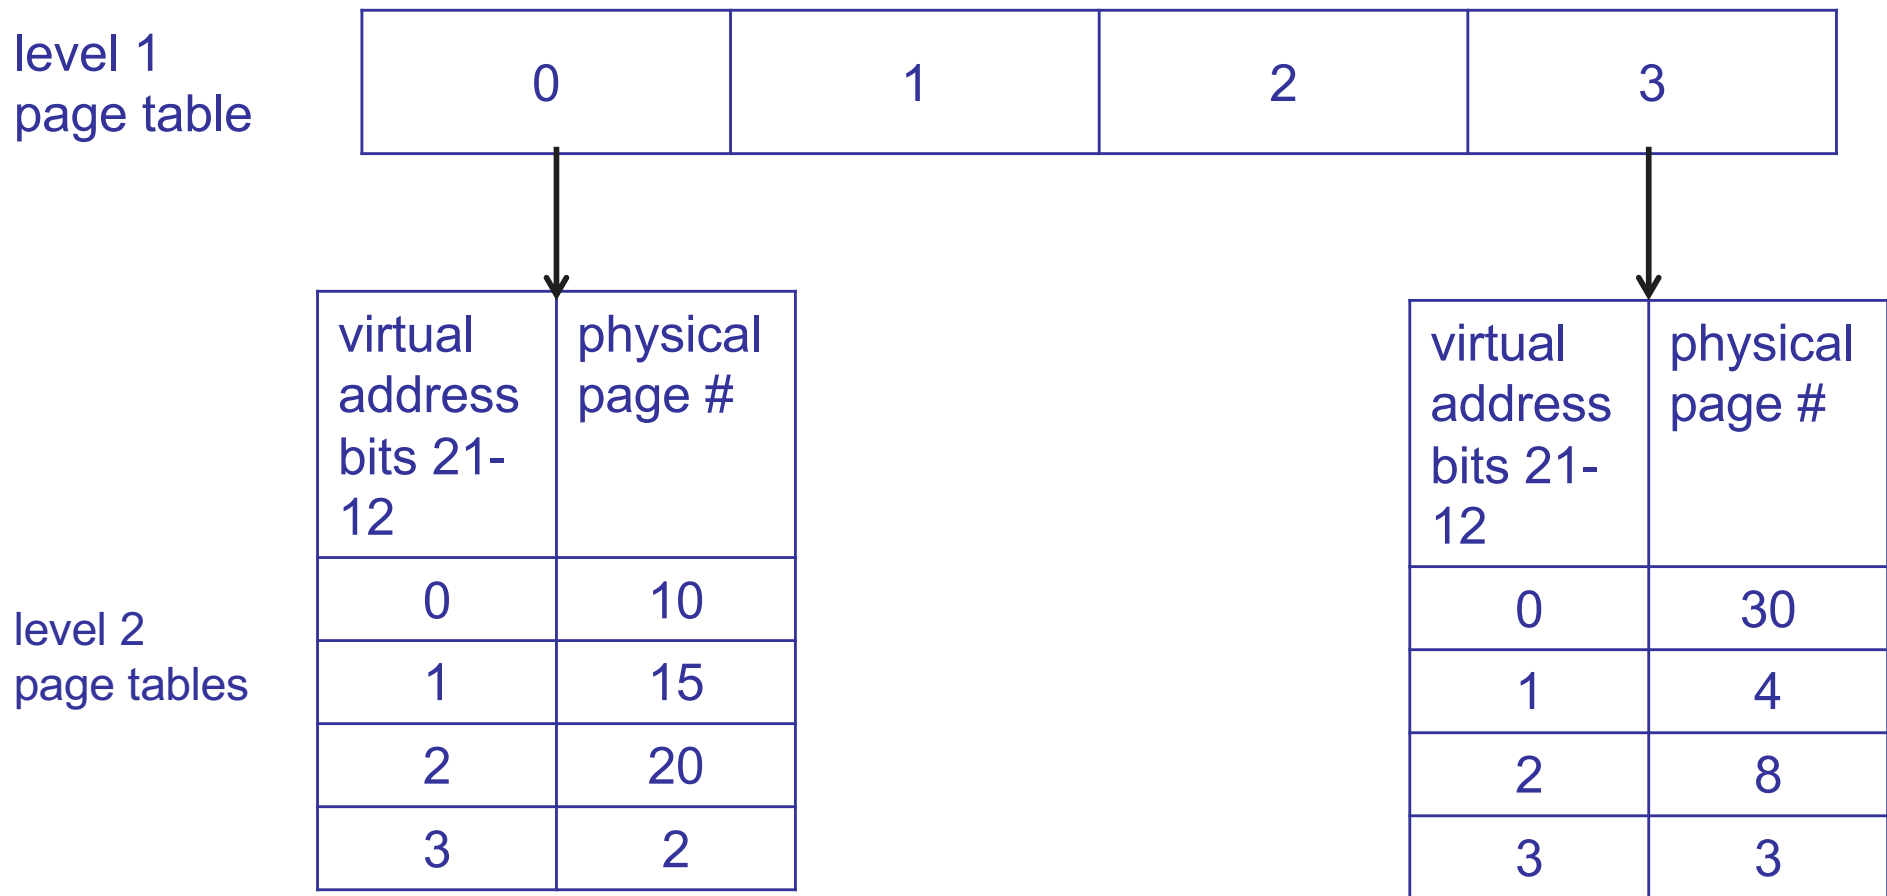 level 1
page table
0 1 2 3
virtual
address
bits 21-
12
physical
page #
virtual
address
bits 21-
12
physical
page #
level 2
page tables
0 10
1 15
2 20
3 2
0 30
1 4
2 8
3 3